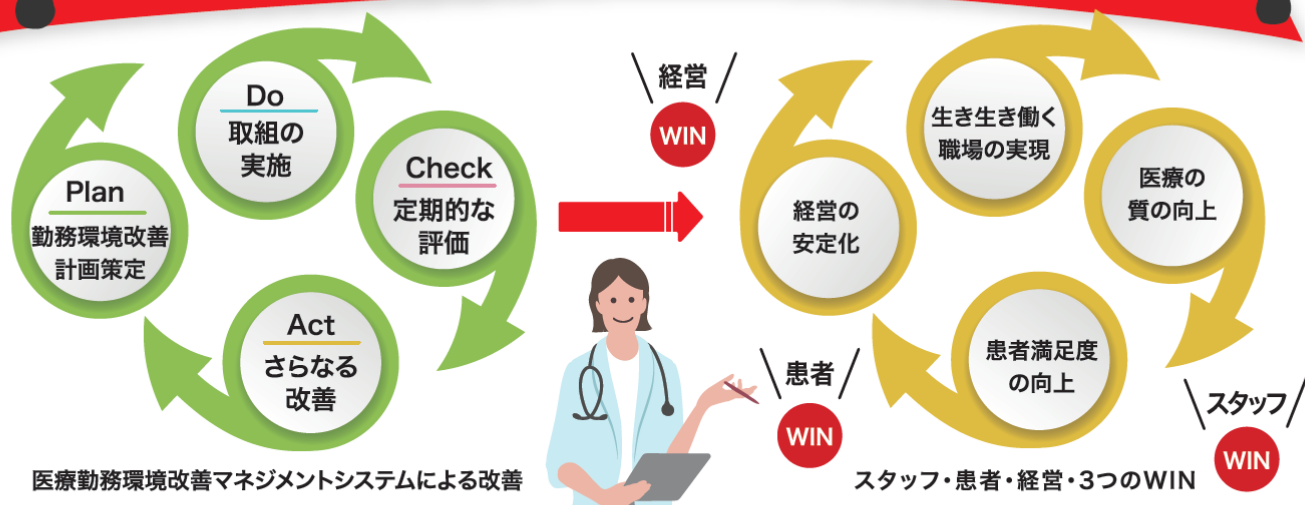 Plan
勤務環境改善
計画策定
Do
取組の
実施
Check
定期的な
評価
Act
さらなる
改善
医療勤務環境改善マネジメントシステムによる改善
経営
WIN
患者
WIN
経営の
安定化
生き生き働く
職場の実現
医療の
質の向上
患者満足度
の向上
スタッフ
WIN
スタッフ・患者・経営・3つのWIN